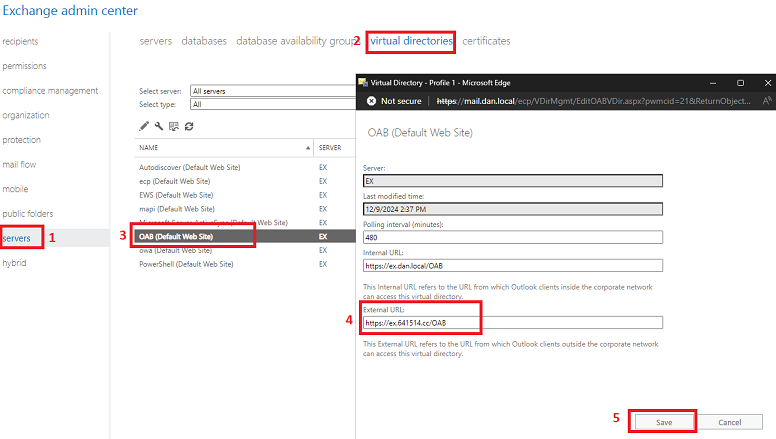 Exchange admin center
recipients
permissions
compliance management
organization
protection
mail flow
mobile
public folders
servers 1
hybrid
servers databases database availability groups 2 virtual directories certificates
Select server: All servers
Select type: All
NAME SERVER
Autodiscover (Default Web Site) EX
ecp (Default Web Site) EX
EWS (Default Web Site) EX
mapi (Default Web Site) EX
Microsoft-Server-ActiveSync (Default Web Site) EX
3 OAB (Default Web Site) EX
owa (Default Web Site) EX
PowerShell (Default Web Site) EX
Virtual Directory - Profile 1 - Microsoft Edge
Not secure https://mail.dan.local/ecp/VDirMgmt/EditOABVDir.aspx?pwmcid=21&ReturnObject...
OAB (Default Web Site)
Server:
EX
Last modified time:
12/9/2024 2:37 PM
Polling interval (minutes):
480
Internal URL:
https://ex.dan.local/OAB
This Internal URL refers to the URL from which Outlook clients inside the corporate network
can access this virtual directory.
External URL:
4 https://ex.641514.cc/OAB
This External URL refers to the URL from which Outlook clients outside the corporate network
can access this virtual directory.
5 Save Cancel